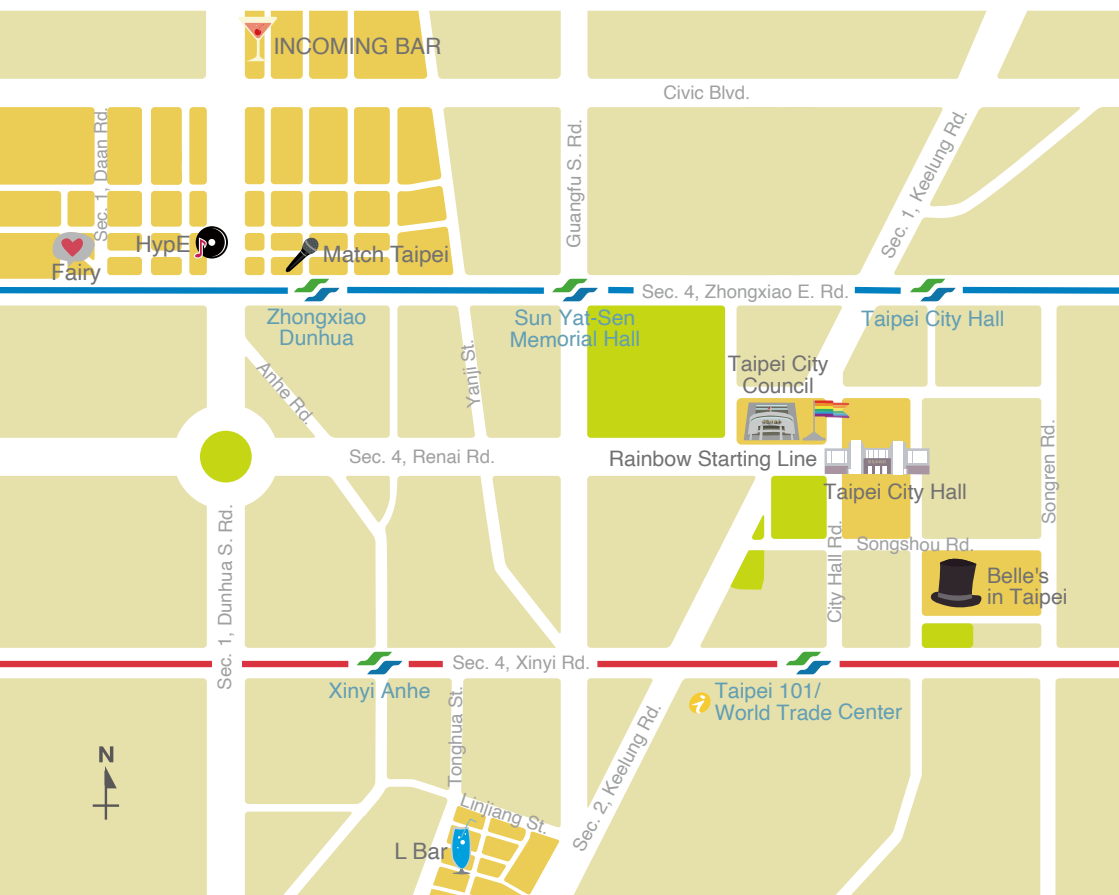 INCOMING BAR
Civic Blvd.
Sec. 1, Daan Rd.
Guangfu S. Rd.
Sec. 1, Keelung Rd.
HypE
Match Taipei
Fairy
Sec. 4, Zhongxiao E. Rd.
Zhongxiao
Dunhua
Sun Yat-Sen
Memorial Hall
Taipei City Hall
Anhe Rd.
Yanji St.
Taipei City
Council
Sec. 4, Renai Rd.
Rainbow Starting Line
Taipei City Hall
Songren Rd.
Sec. 1, Dunhua S. Rd.
City Hall Rd.
Songshou Rd.
Belle's
in Taipei
Sec. 4, Xinyi Rd.
Xinyi Anhe
i
Taipei 101/
World Trade Center
Tonghua St.
Sec. 2, Keelung Rd.
N
Linjiang St.
L Bar